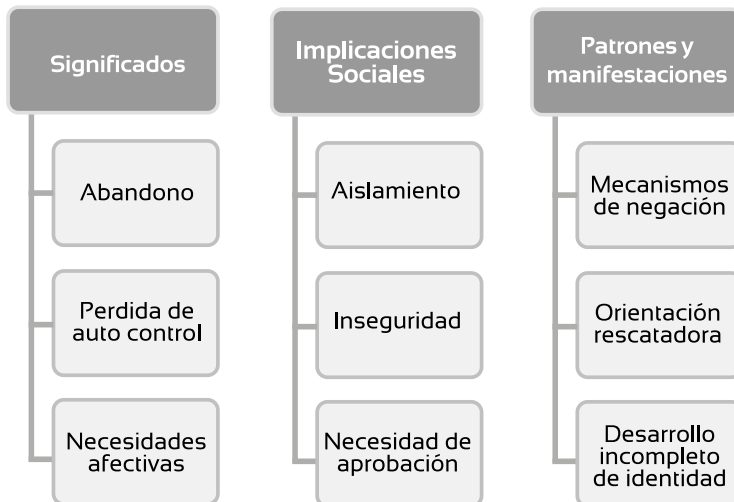 Significados
Abandono
Perdida de
auto control
Necesidades
afectivas
Implicaciones
Sociales
Aislamiento
Inseguridad
Necesidad de
aprobación
Patrones y
manifestaciones
Mecanismos
de negación
Orientación
rescatadora
Desarrollo
incompleto
de identidad